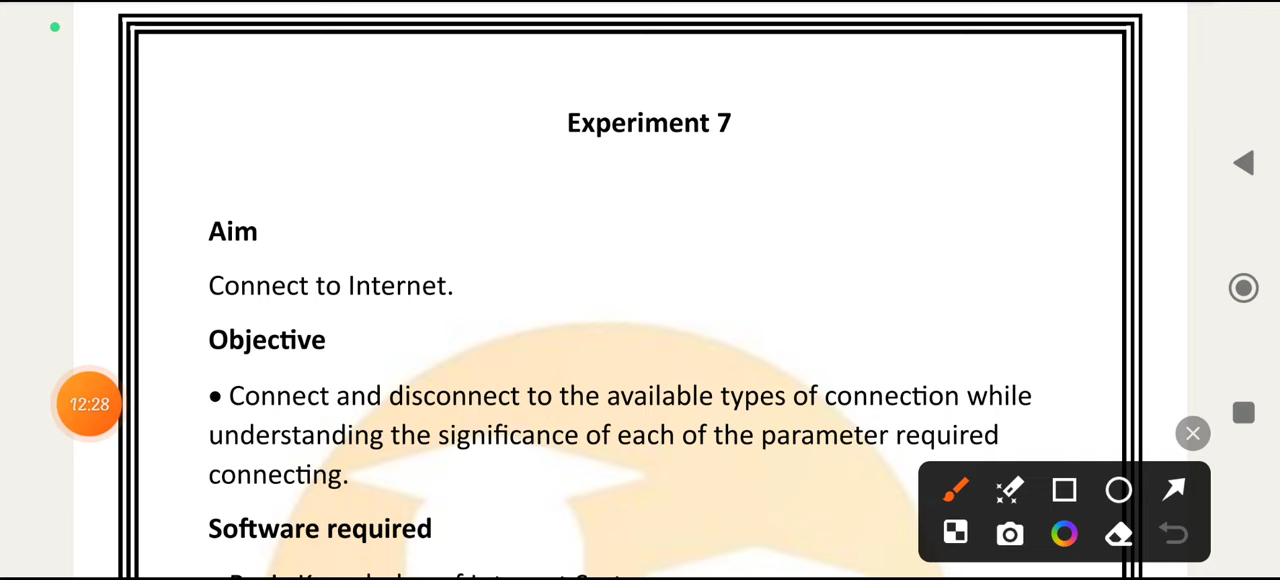 Experiment 7
Aim
Connect to Internet.
Objective
• Connect and disconnect to the available types of connection while
understanding the significance of each of the parameter required
connecting.
12:28
Software required